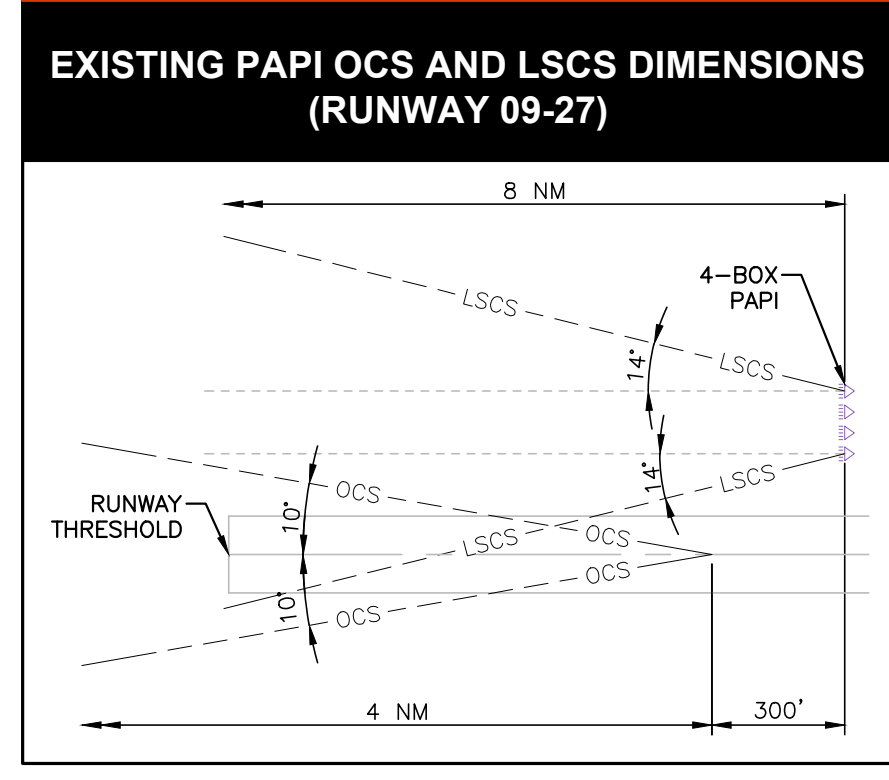 EXISTING PAPI OCS AND LSCS DIMENSIONS
(RUNWAY 09-27)
8 NM
4-BOX
PAPI
LSCS
14°
LSCS
14°
LSCS
OCS
RUNWAY
THRESHOLD
10°
OCS
LSCS
OCS
10°
OCS
4 NM
300'